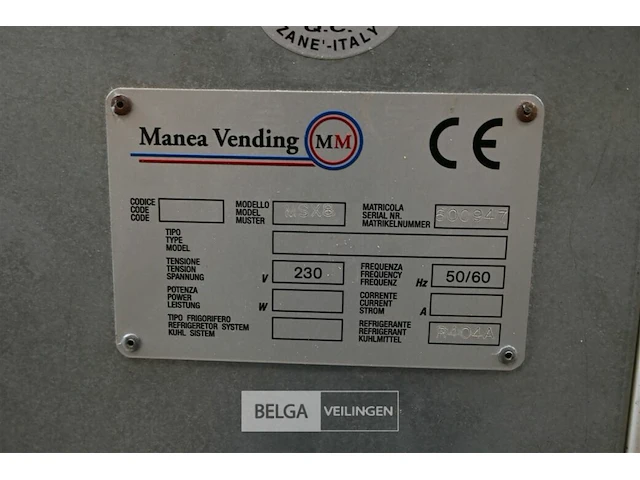 Q.C.
ZANE'-ITALY
Manea Vending MM CE
CODICE
CODE
CODE
MODELLO
MODEL
MUSTER
MATRICOLA
SERIAL NR.
MATRIKELNUMMER
TIPO
TYPE
MODEL
TENSIONE
TENSION
SPANNUNG V 230
FREQUENZA
FREQUENCY
FREQUENZ Hz 50/60
POTENZA
POWER
LEISTUNG W
CORRENTE
CURRENT
STROM A
TIPO FRIGORIFERO
REFRIGERETOR SYSTEM
KUHL SISTEM
REFRIGERANTE
REFRIGERANT
KUHLMITTEL R404A
BELGA VEILINGEN